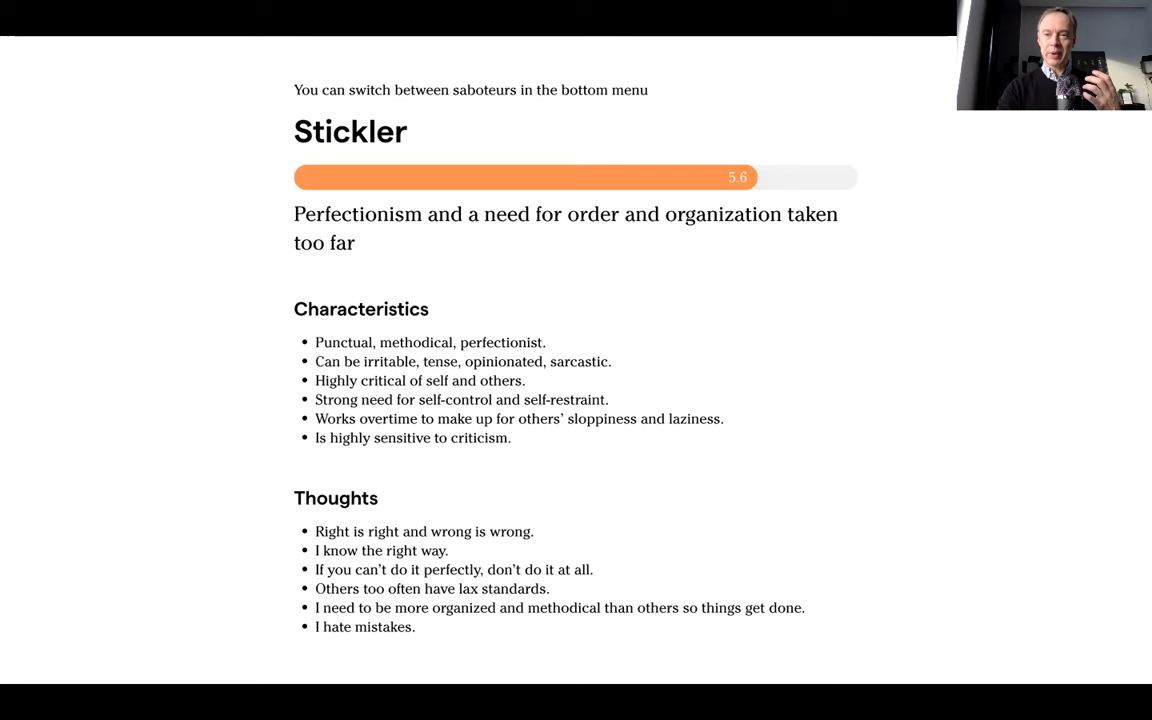 You can switch between saboteurs in the bottom menu
Stickler
5.6
Perfectionism and a need for order and organization taken
too far
Characteristics
• Punctual, methodical, perfectionist.
• Can be irritable, tense, opinionated, sarcastic.
• Highly critical of self and others.
• Strong need for self-control and self-restraint.
• Works overtime to make up for others’ sloppiness and laziness.
• Is highly sensitive to criticism.
Thoughts
• Right is right and wrong is wrong.
• I know the right way.
• If you can’t do it perfectly, don’t do it at all.
• Others too often have lax standards.
• I need to be more organized and methodical than others so things get done.
• I hate mistakes.